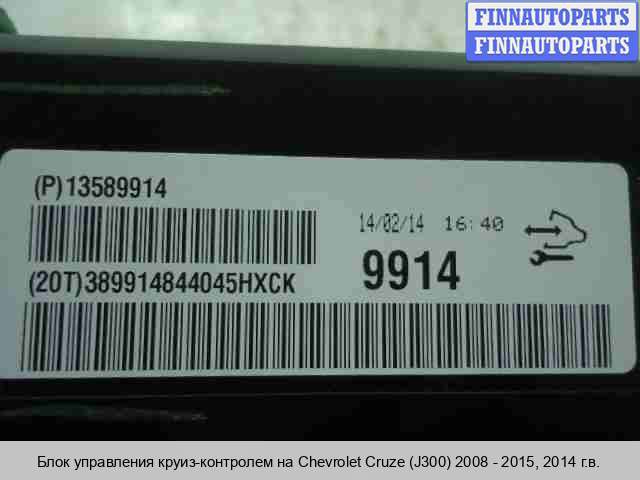 FINNAUTOPARTS
FINNAUTOPARTS
(P)13589914
14/02/14 16:40
9914
(20T)389914844045HXCK
Блок управления круиз-контролем на Chevrolet Cruze (J300) 2008 - 2015, 2014 г.в.